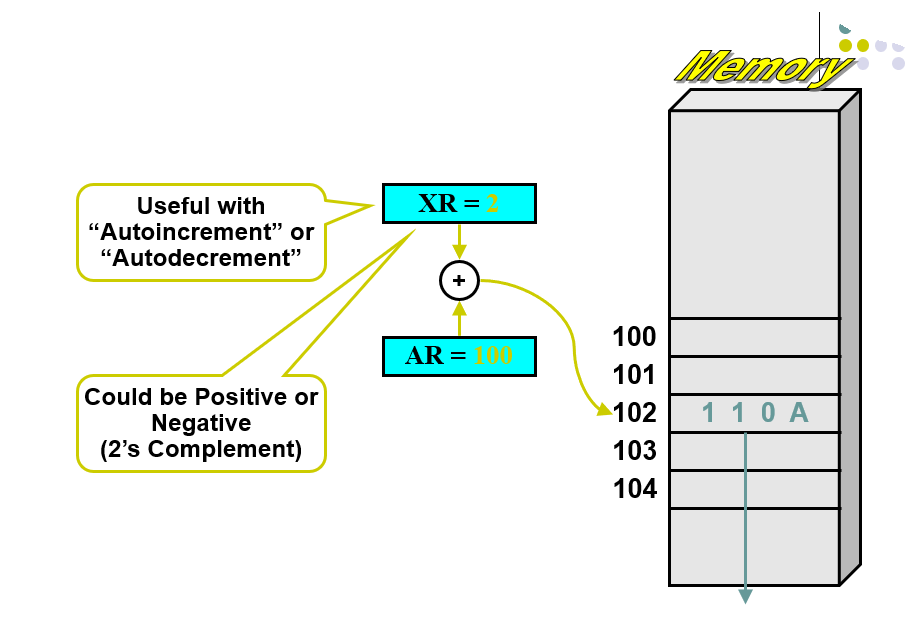 Memory
Useful with
“Autoincrement” or
“Autodecrement”
XR = 2
+
AR = 100
Could be Positive or
Negative
(2’s Complement)
100
101
102 1 1 0 A
103
104